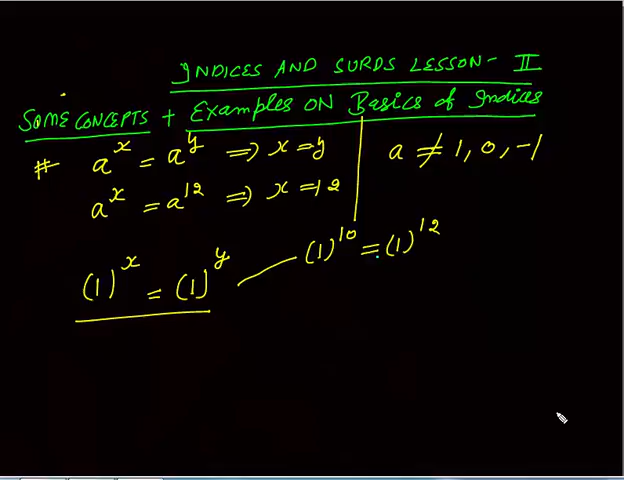 INDICES AND SURDS LESSON- II
SOME CONCEPTS + Examples ON Basics of Indices
# a^x = a^y ⇒ x = y | a ≠ 1, 0, -1
a^x = a^12 ⇒ x = 12
(1)^x = (1)^y — (1)^10 = (1)^12